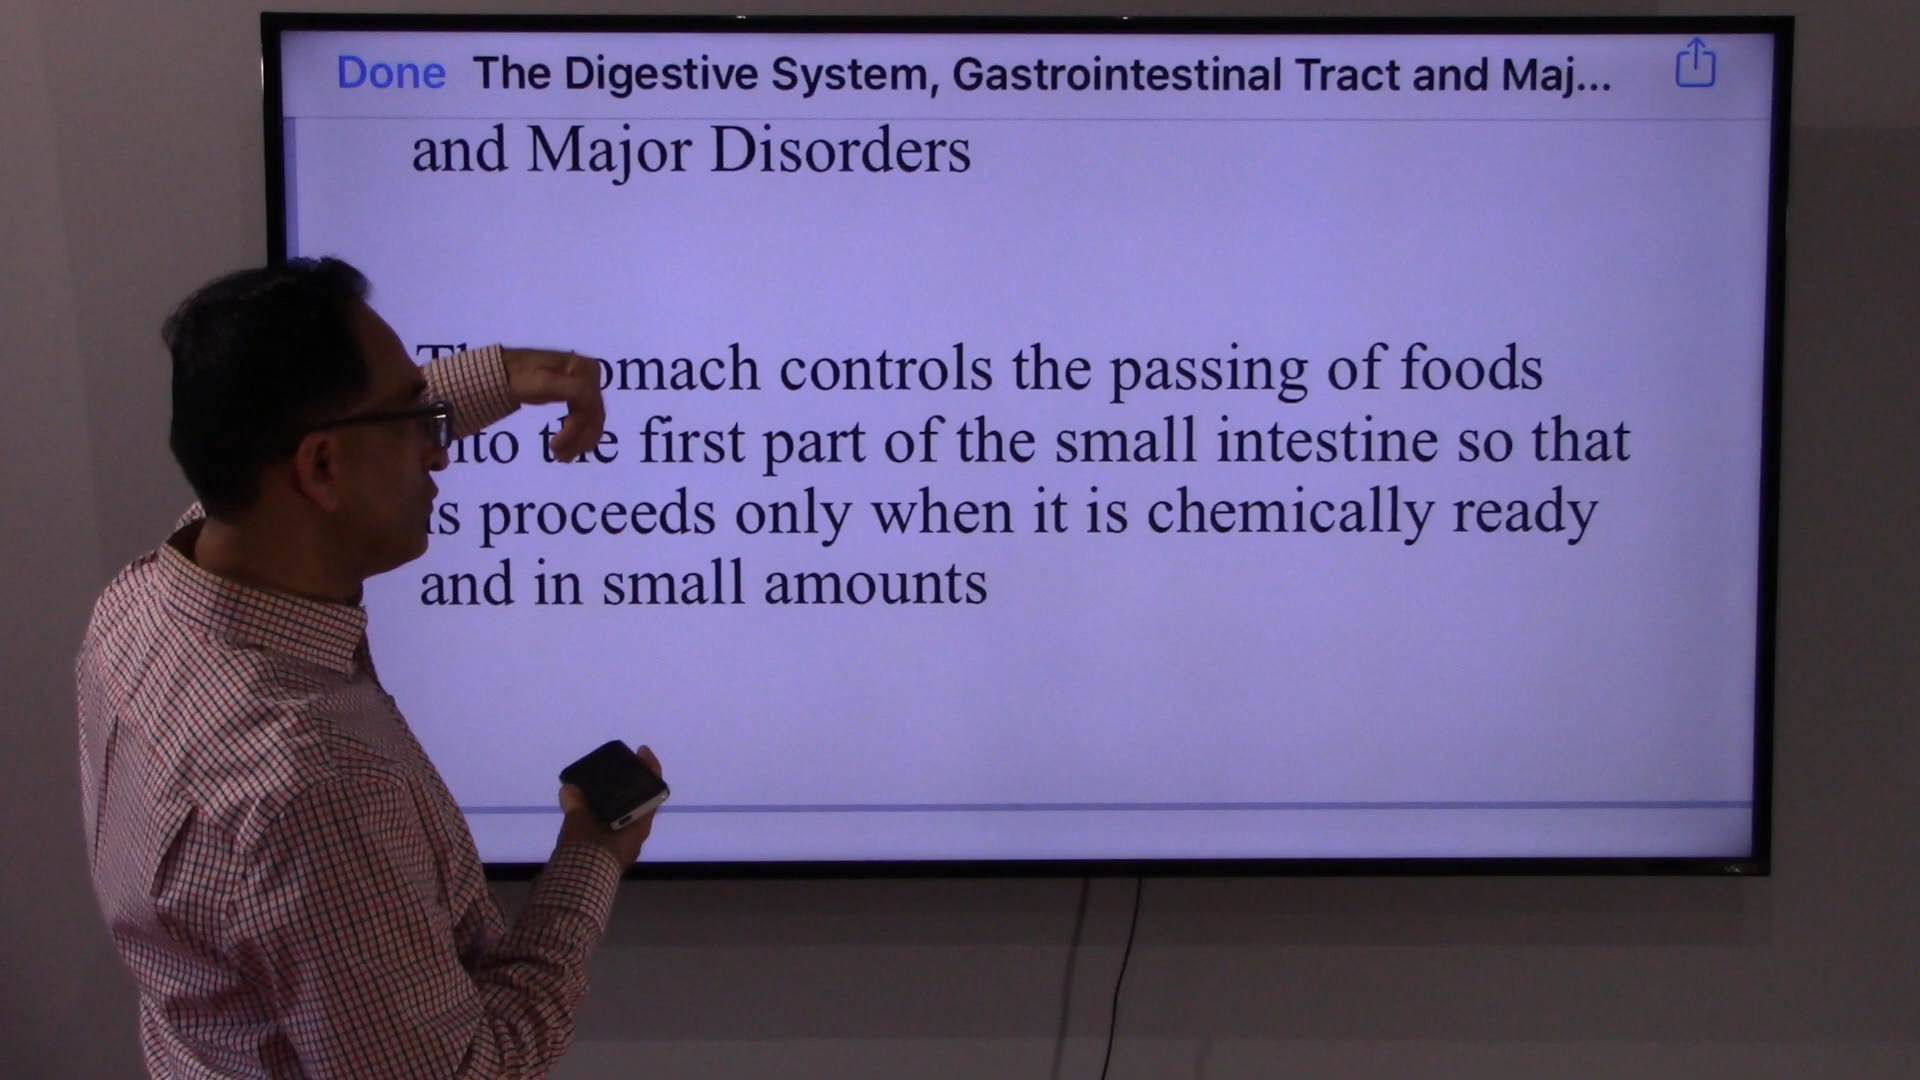 Done The Digestive System, Gastrointestinal Tract and Maj...
and Major Disorders
controls the passing of foods
the first part of the small intestine so that
proceeds only when it is chemically ready
and in small amounts